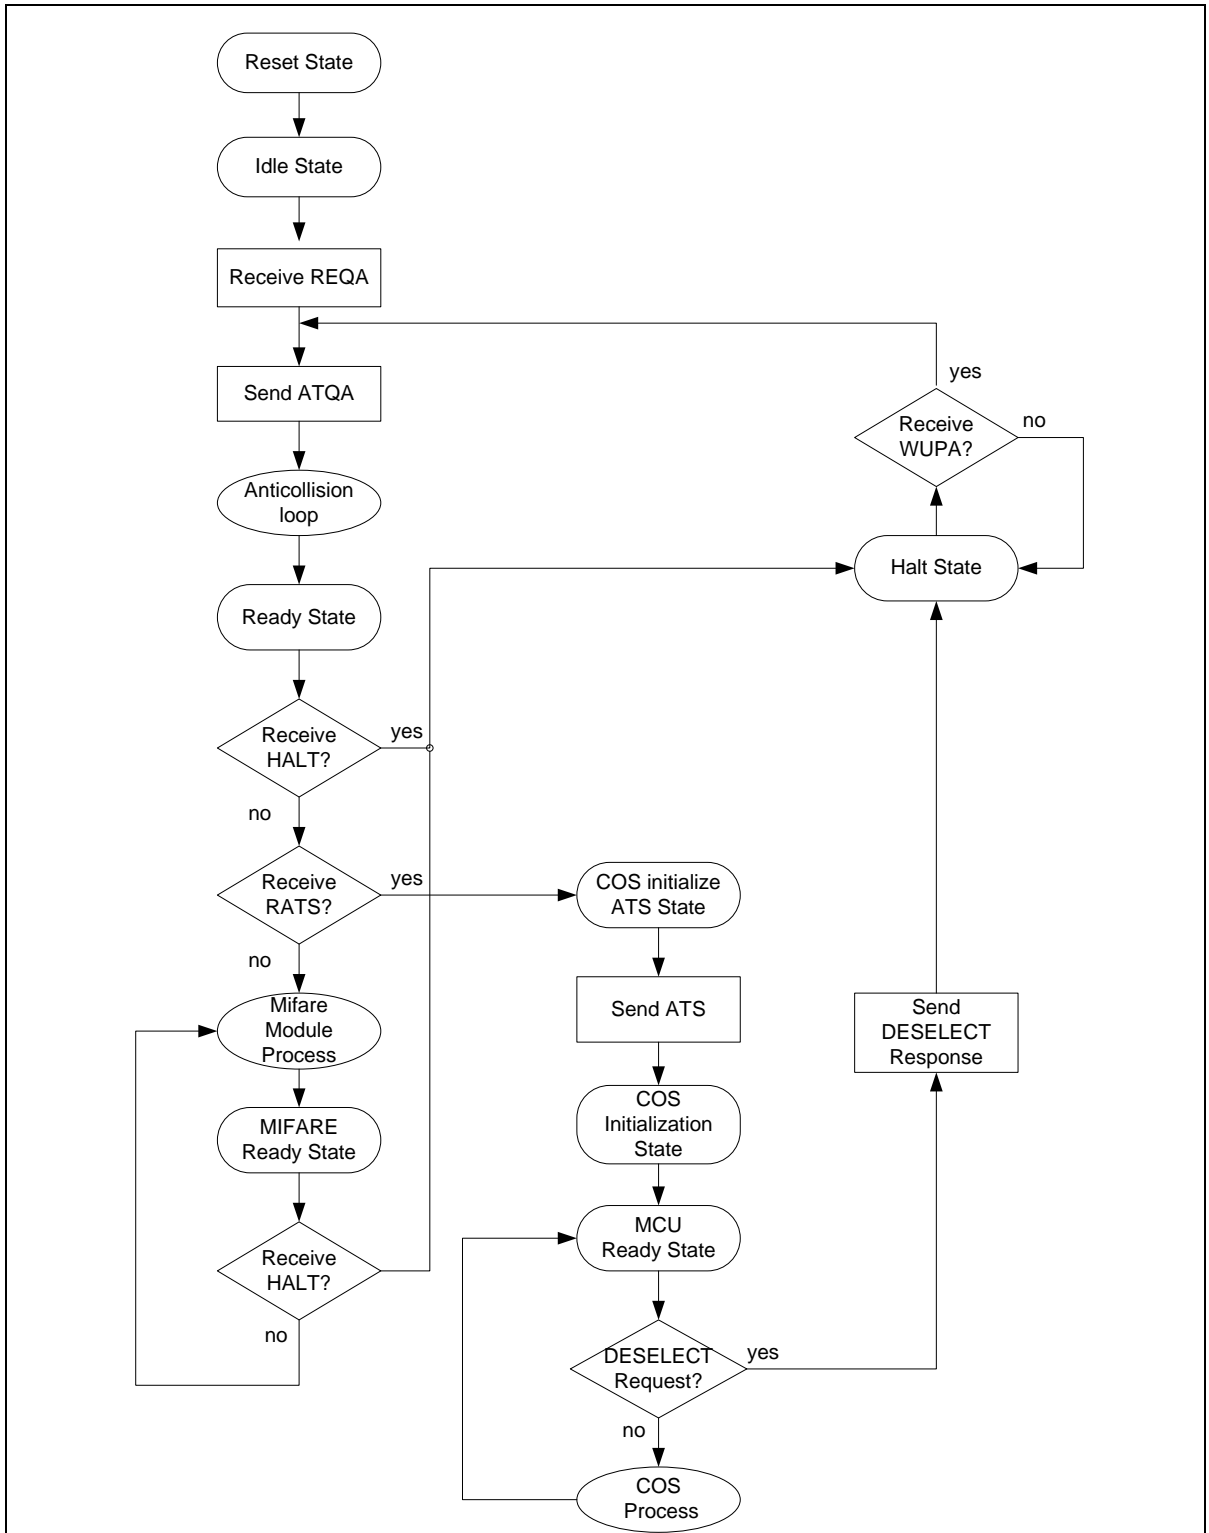 Reset State
Idle State
Receive REQA
Send ATQA
yes
Receive
WUPA?
no
Anticollision
loop
Halt State
Ready State
Receive
HALT?
yes
no
Receive
RATS?
yes
COS initialize
ATS State
no
Mifare
Module
Process
Send ATS
Send
DESELECT
Response
MIFARE
Ready State
COS
Initialization
State
Receive
HALT?
no
MCU
Ready State
DESELECT
Request?
yes
no
COS
Process